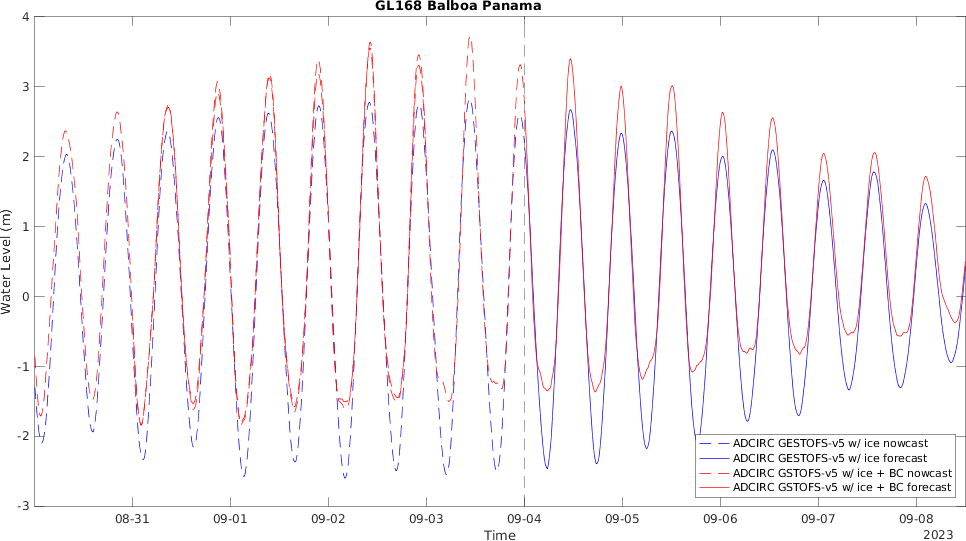 GL168 Balboa Panama
Water Level (m)
4
3
2
1
0
-1
-2
-3
ADCIRC GESTOFS-v5 w/ ice nowcast
ADCIRC GESTOFS-v5 w/ ice forecast
ADCIRC GSTOFS-v5 w/ ice + BC nowcast
ADCIRC GSTOFS-v5 w/ ice + BC forecast
08-31 09-01 09-02 09-03 09-04 09-05 09-06 09-07 09-08
Time
2023